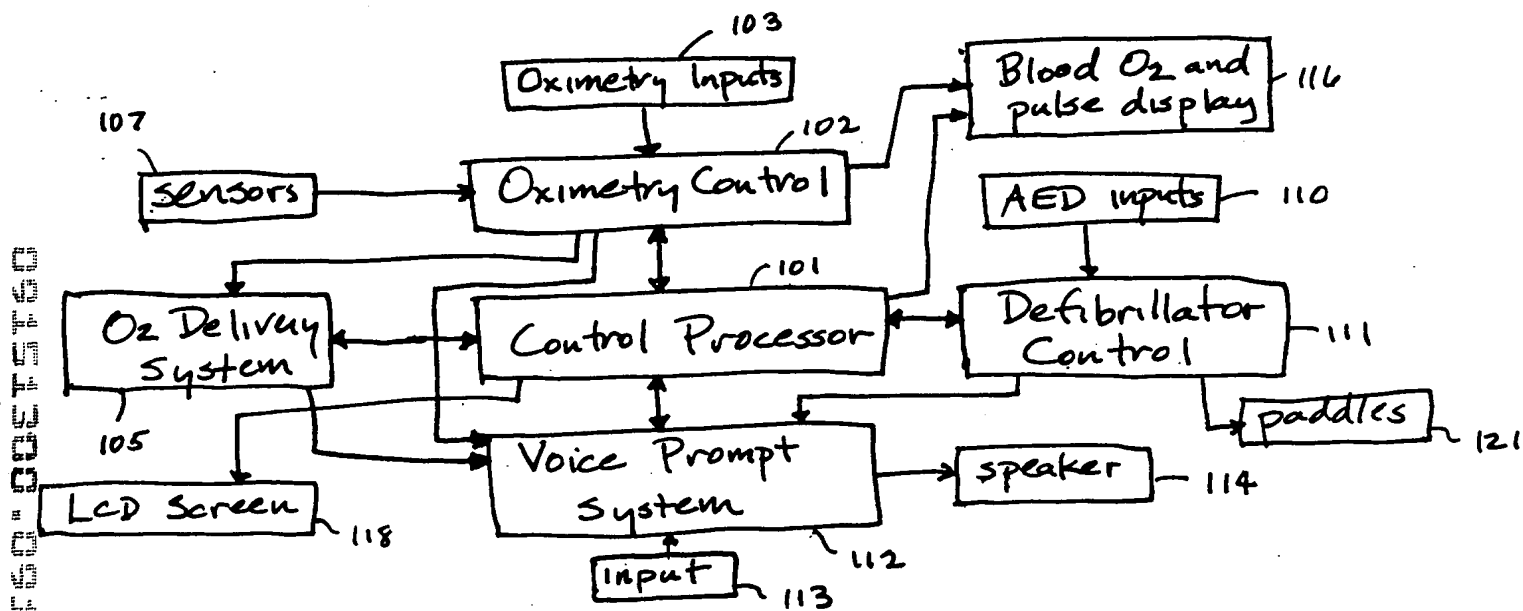 103
Oximetry Inputs
Blood O2 and
pulse display
116
107
102
sensors
Oximetry Control
AED inputs
110
101
O2 Delivery
System
Control Processor
Defibrillator
Control
111
105
paddles
121
Voice Prompt
System
speaker
114
LCD Screen
118
112
input
113